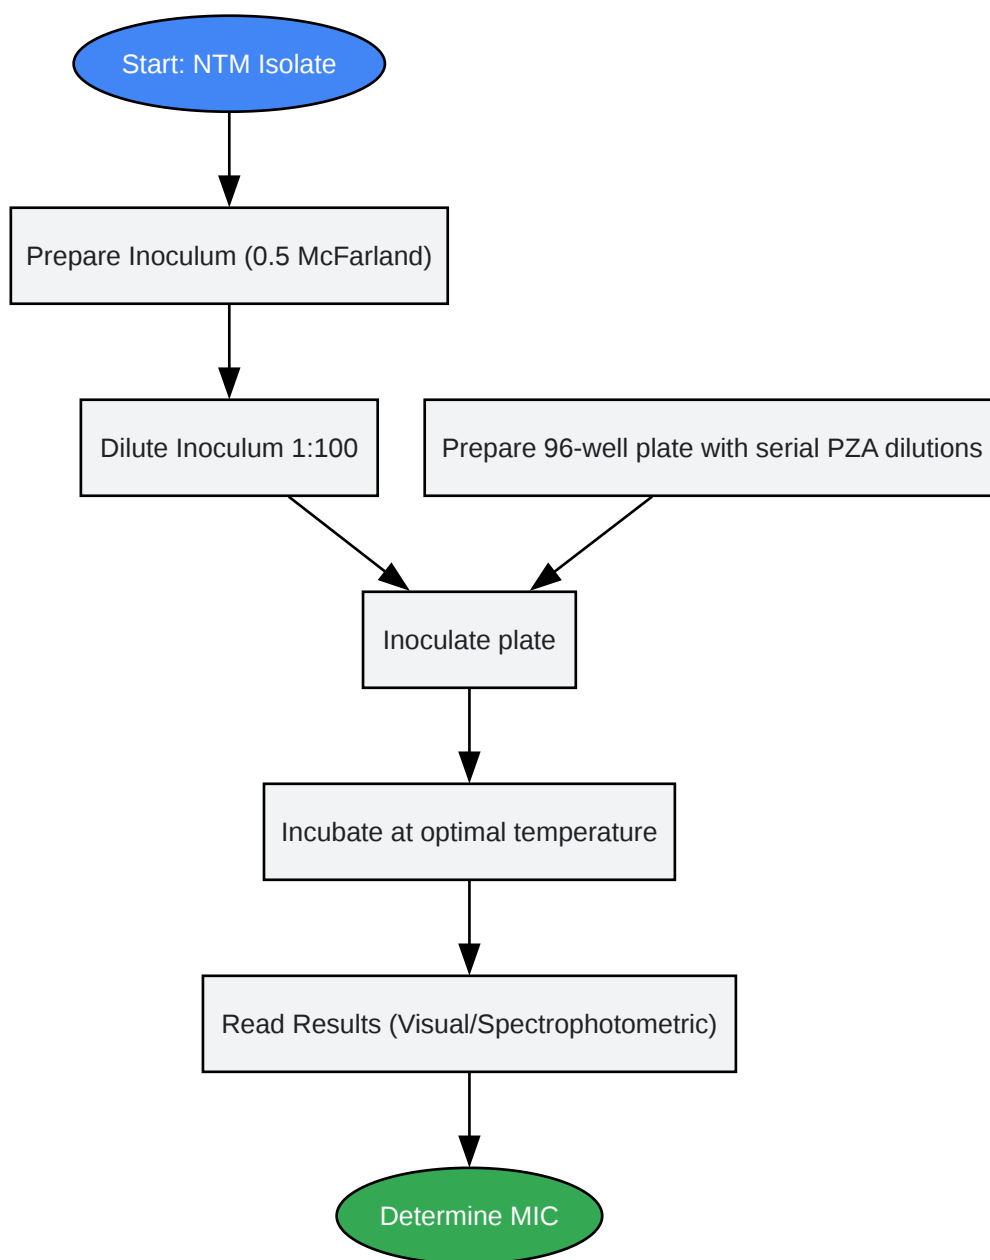 Start: NTM Isolate
Prepare Inoculum (0.5 McFarland)
Dilute Inoculum 1:100
Prepare 96-well plate with serial PZA dilutions
Inoculate plate
Incubate at optimal temperature
Read Results (Visual/Spectrophotometric)
Determine MIC